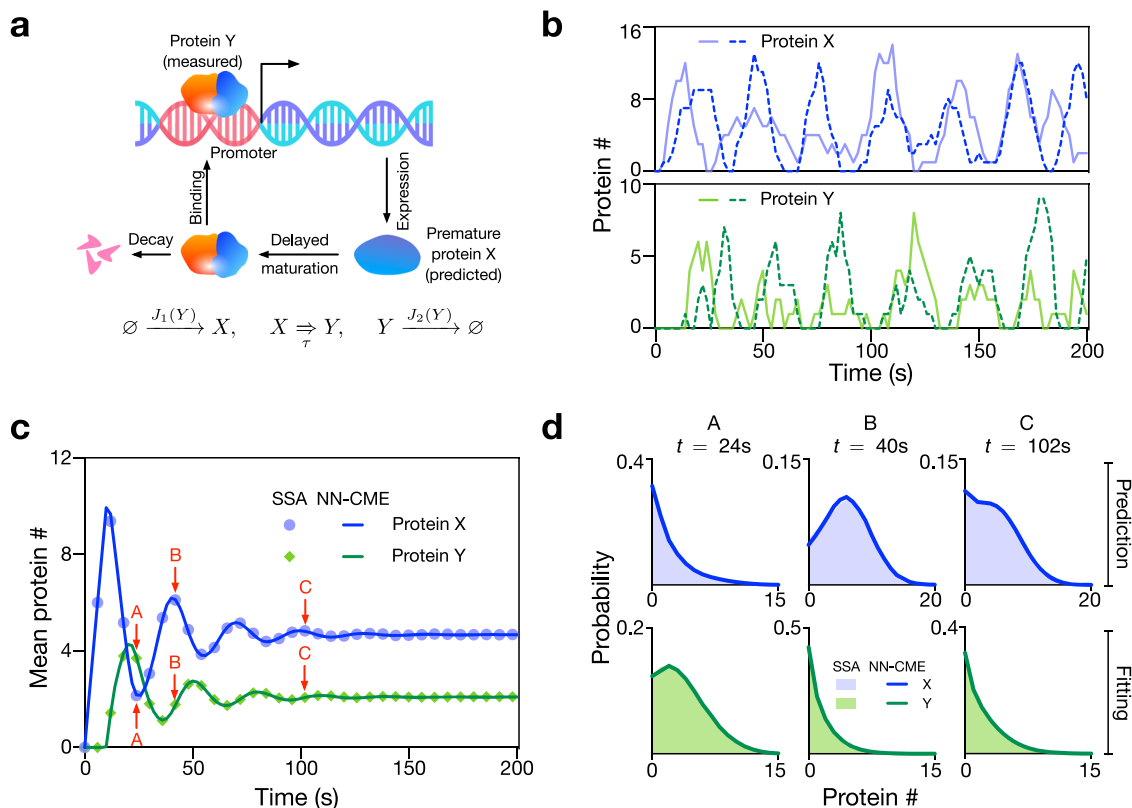 a
Protein Y
(measured)
Promoter
Binding
Expression
Decay
Delayed
maturation
Premature
protein X
(predicted)
∅ —J₁(Y)→ X, X ⇒τ Y, Y —J₂(Y)→ ∅
b
Protein #
16
8
0
Protein X
10
5
0
Protein Y
0 50 100 150 200
Time (s)
c
Mean protein #
12
8
4
0
SSA NN-CME
Protein X
Protein Y
A B C
A B C
0 50 100 150 200
Time (s)
d
A B C
t = 24s t = 40s t = 102s
Probability
0.4 0.15 0.15
0 15 0 20 0 20
Prediction
0.2 0.5 0.4
SSA NN-CME
X
Y
0 15 0 15 0 15
Fitting
Protein #